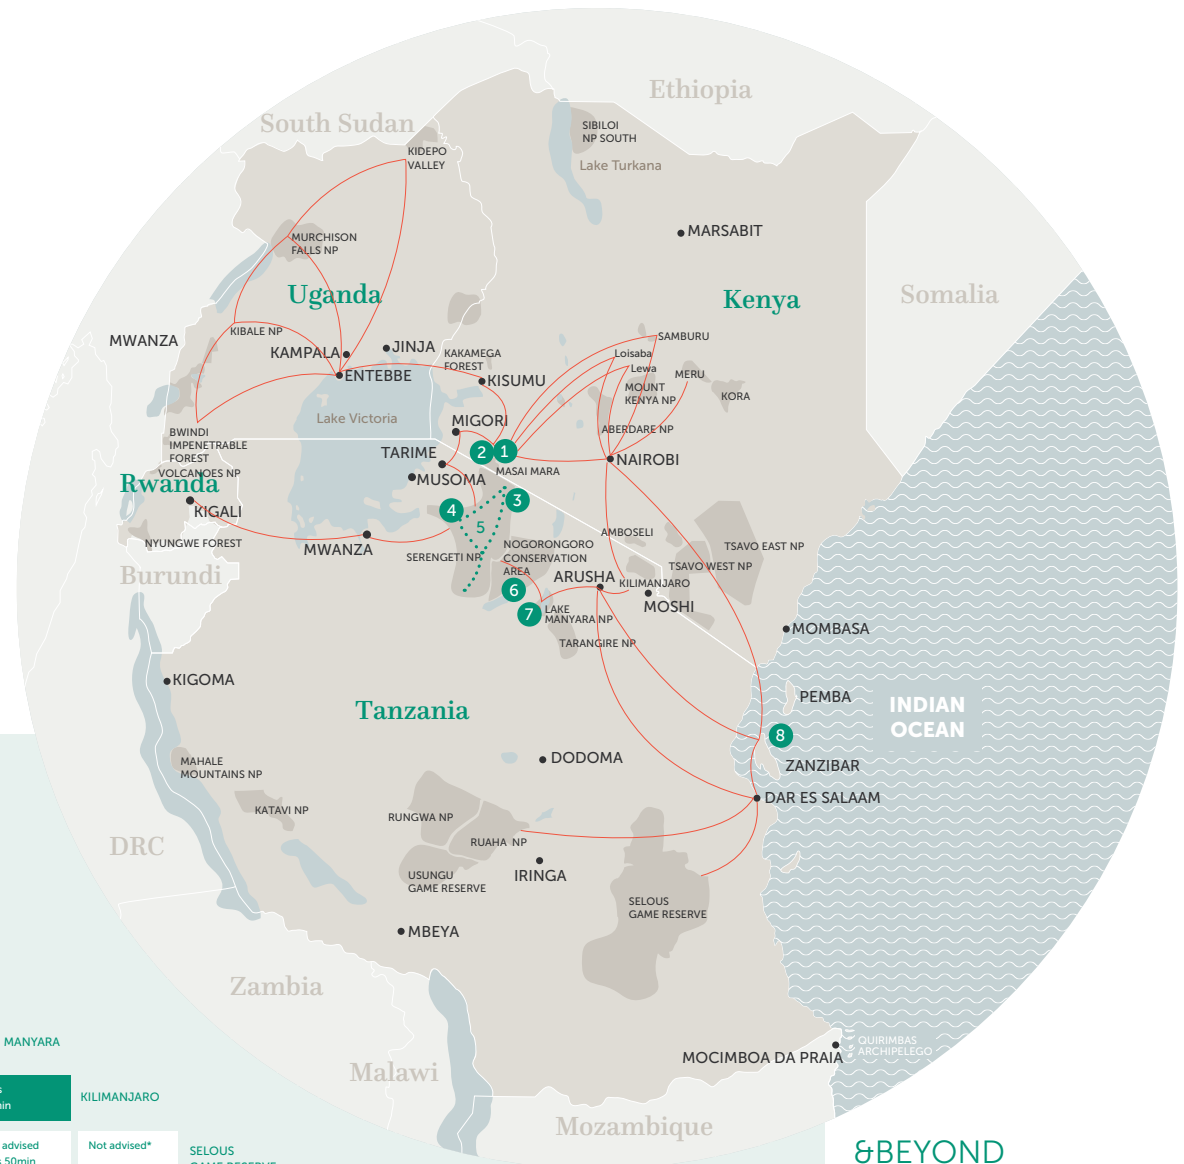 Ethiopia
South Sudan
SIBILOI
NP SOUTH
KIDEPO
VALLEY
Lake Turkana
MARSABIT
MURCHISON
FALLS NP
Uganda
Kenya
Somalia
KIBALE NP
MWANZA
SAMBURU
JINJA
KAMPALA
KAKAMEGA
FOREST
Loisaba
Lewa
ENTEBBE
KISUMU
MERU
MOUNT
KENYA NP
KORA
Lake Victoria
MIGORI
ABERDARE NP
BWINDI
IMPENETRABLE
FOREST
TARIME
2
1
NAIROBI
VOLCANOES NP
MASAI MARA
Rwanda
MUSOMA
KIGALI
4
3
5
NYUNGWE FOREST
MWANZA
AMBOSELI
TSAVO EAST NP
SERENGETI NP
NOGORONGORO
CONSERVATION
AREA
TSAVO WEST NP
Burundi
ARUSHA
KILIMANJARO
6
MOSHI
7
LAKE
MANYARA NP
MOMBASA
TARANGIRE NP
KIGOMA
PEMBA
Tanzania
INDIAN
OCEAN
8
DODOMA
ZANZIBAR
MAHALE
MOUNTAINS NP
DAR ES SALAAM
KATAVI NP
RUNGWA NP
DRC
RUAHA NP
USUNGU
GAME RESERVE
IRINGA
SELOUS
GAME RESERVE
MBEYA
Zambia
MANYARA
QUIRIMBAS
ARCHIPELEGO
MOCIMBOA DA PRAIA
Malawi
KILIMANJARO
Mozambique
advised
50min
Not advised*
SELOUS
GAME RESERVE
&BEYOND